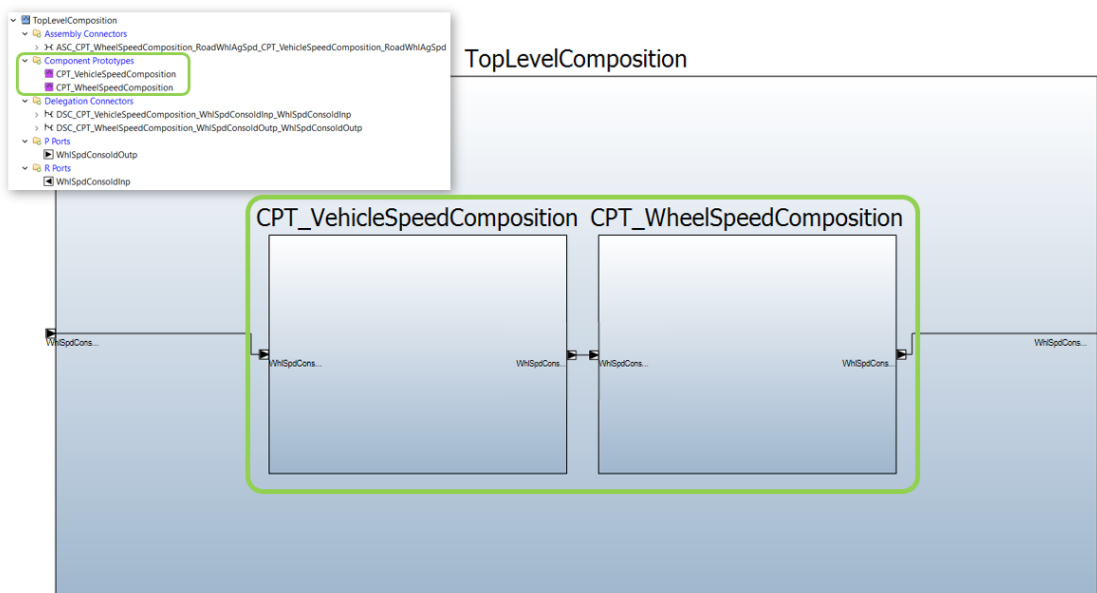 TopLevelComposition
Assembly Connectors
ASC_CPT_WheelSpeedComposition_RoadWhlAgSpd_CPT_VehicleSpeedComposition_RoadWhlAgSpd
Component Prototypes
CPT_VehicleSpeedComposition
CPT_WheelSpeedComposition
Delegation Connectors
DSC_CPT_VehicleSpeedComposition_WhlSpdConsoldInp_WhlSpdConsoldInp
DSC_CPT_WheelSpeedComposition_WhlSpdConsoldOutp_WhlSpdConsoldOutp
P Ports
WhlSpdConsoldOutp
R Ports
WhlSpdConsoldInp
TopLevelComposition
CPT_VehicleSpeedComposition CPT_WheelSpeedComposition
WhlSpdCons...
WhlSpdCons...
WhlSpdCons...
WhlSpdCons...
WhlSpdCons...
WhlSpdCons...